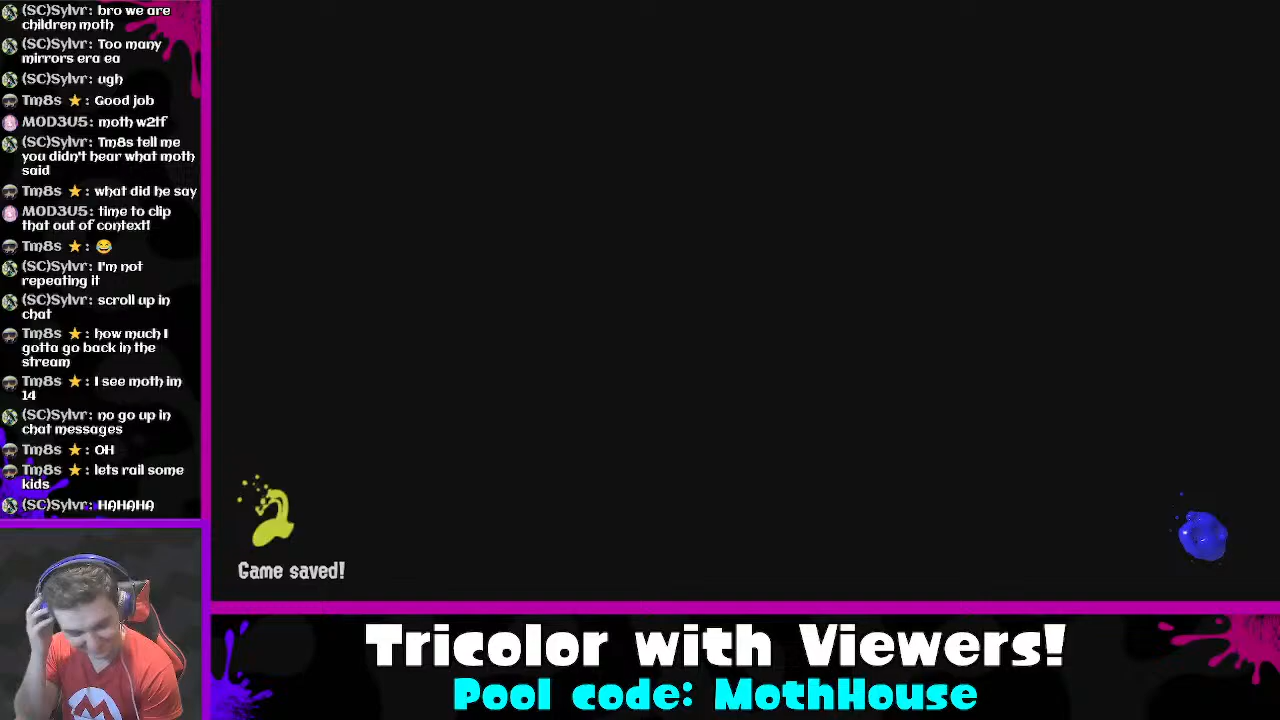 (SC)Sylvr: bro we are
children moth
(SC)Sylvr: Too many
mirrors era ea
(SC)Sylvr: ugh
Tm8s ⭐: Good job
MOD3U5: moth w2tf
(SC)Sylvr: Tm8s tell me
you didn't hear what moth
said
Tm8s ⭐: what did he say
MOD3U5: time to clip
that out of context!
Tm8s ⭐: 😂
(SC)Sylvr: I'm not
repeating it
(SC)Sylvr: scroll up in
chat
Tm8s ⭐: how much I
gotta go back in the
stream
Tm8s ⭐: I see moth im
14
(SC)Sylvr: no go up in
chat messages
Tm8s ⭐: OH
Tm8s ⭐: lets rail some
kids
(SC)Sylvr: HAHAHA
Game saved!
Tricolor with Viewers!
Pool code: MothHouse